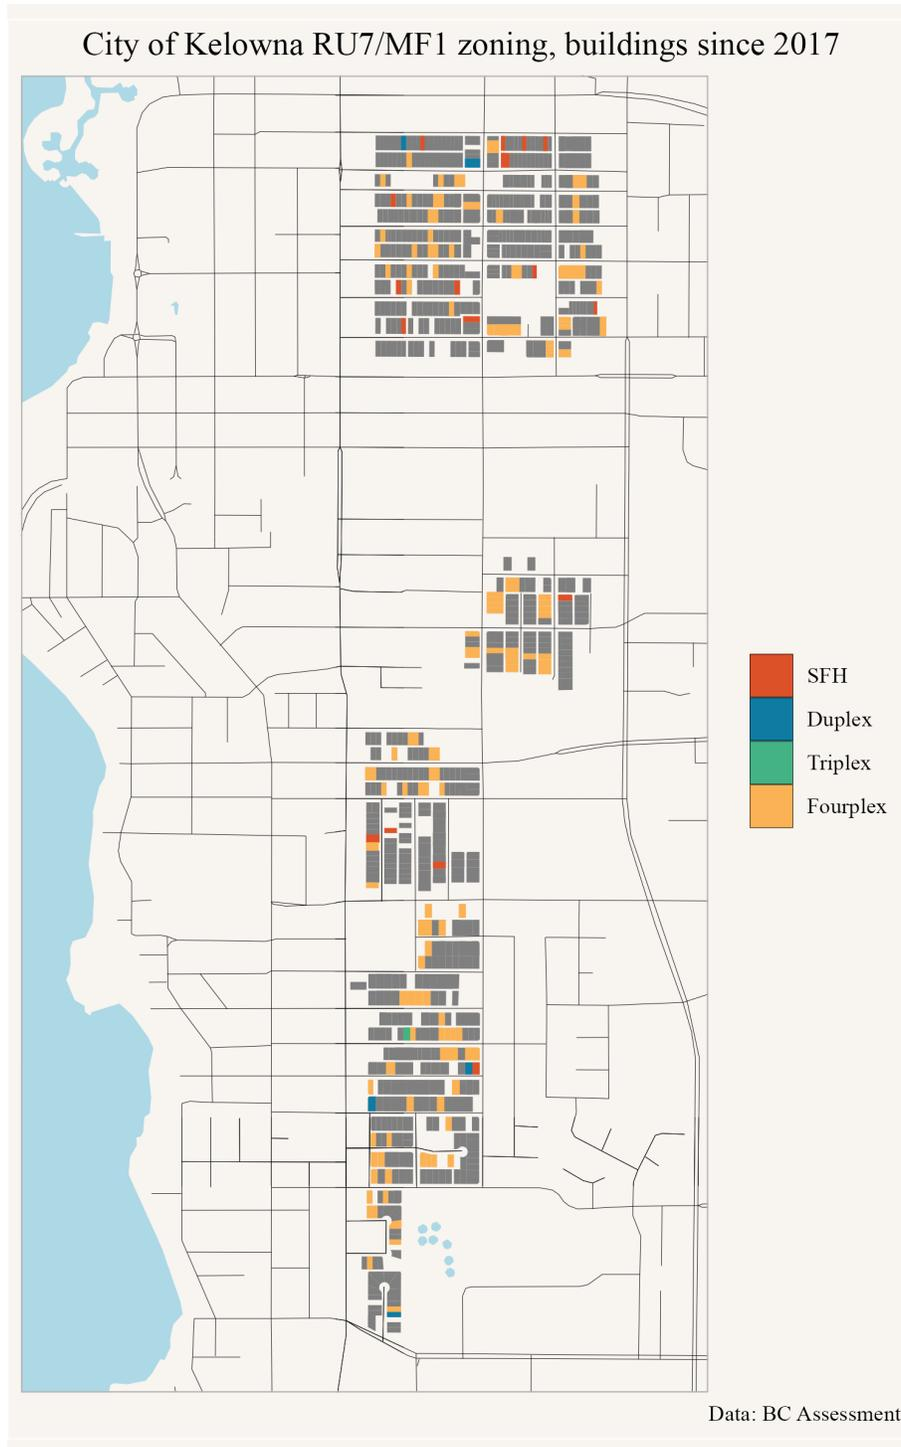 City of Kelowna RU7/MF1 zoning, buildings since 2017
SFH
Duplex
Triplex
Fourplex
Data: BC Assessment